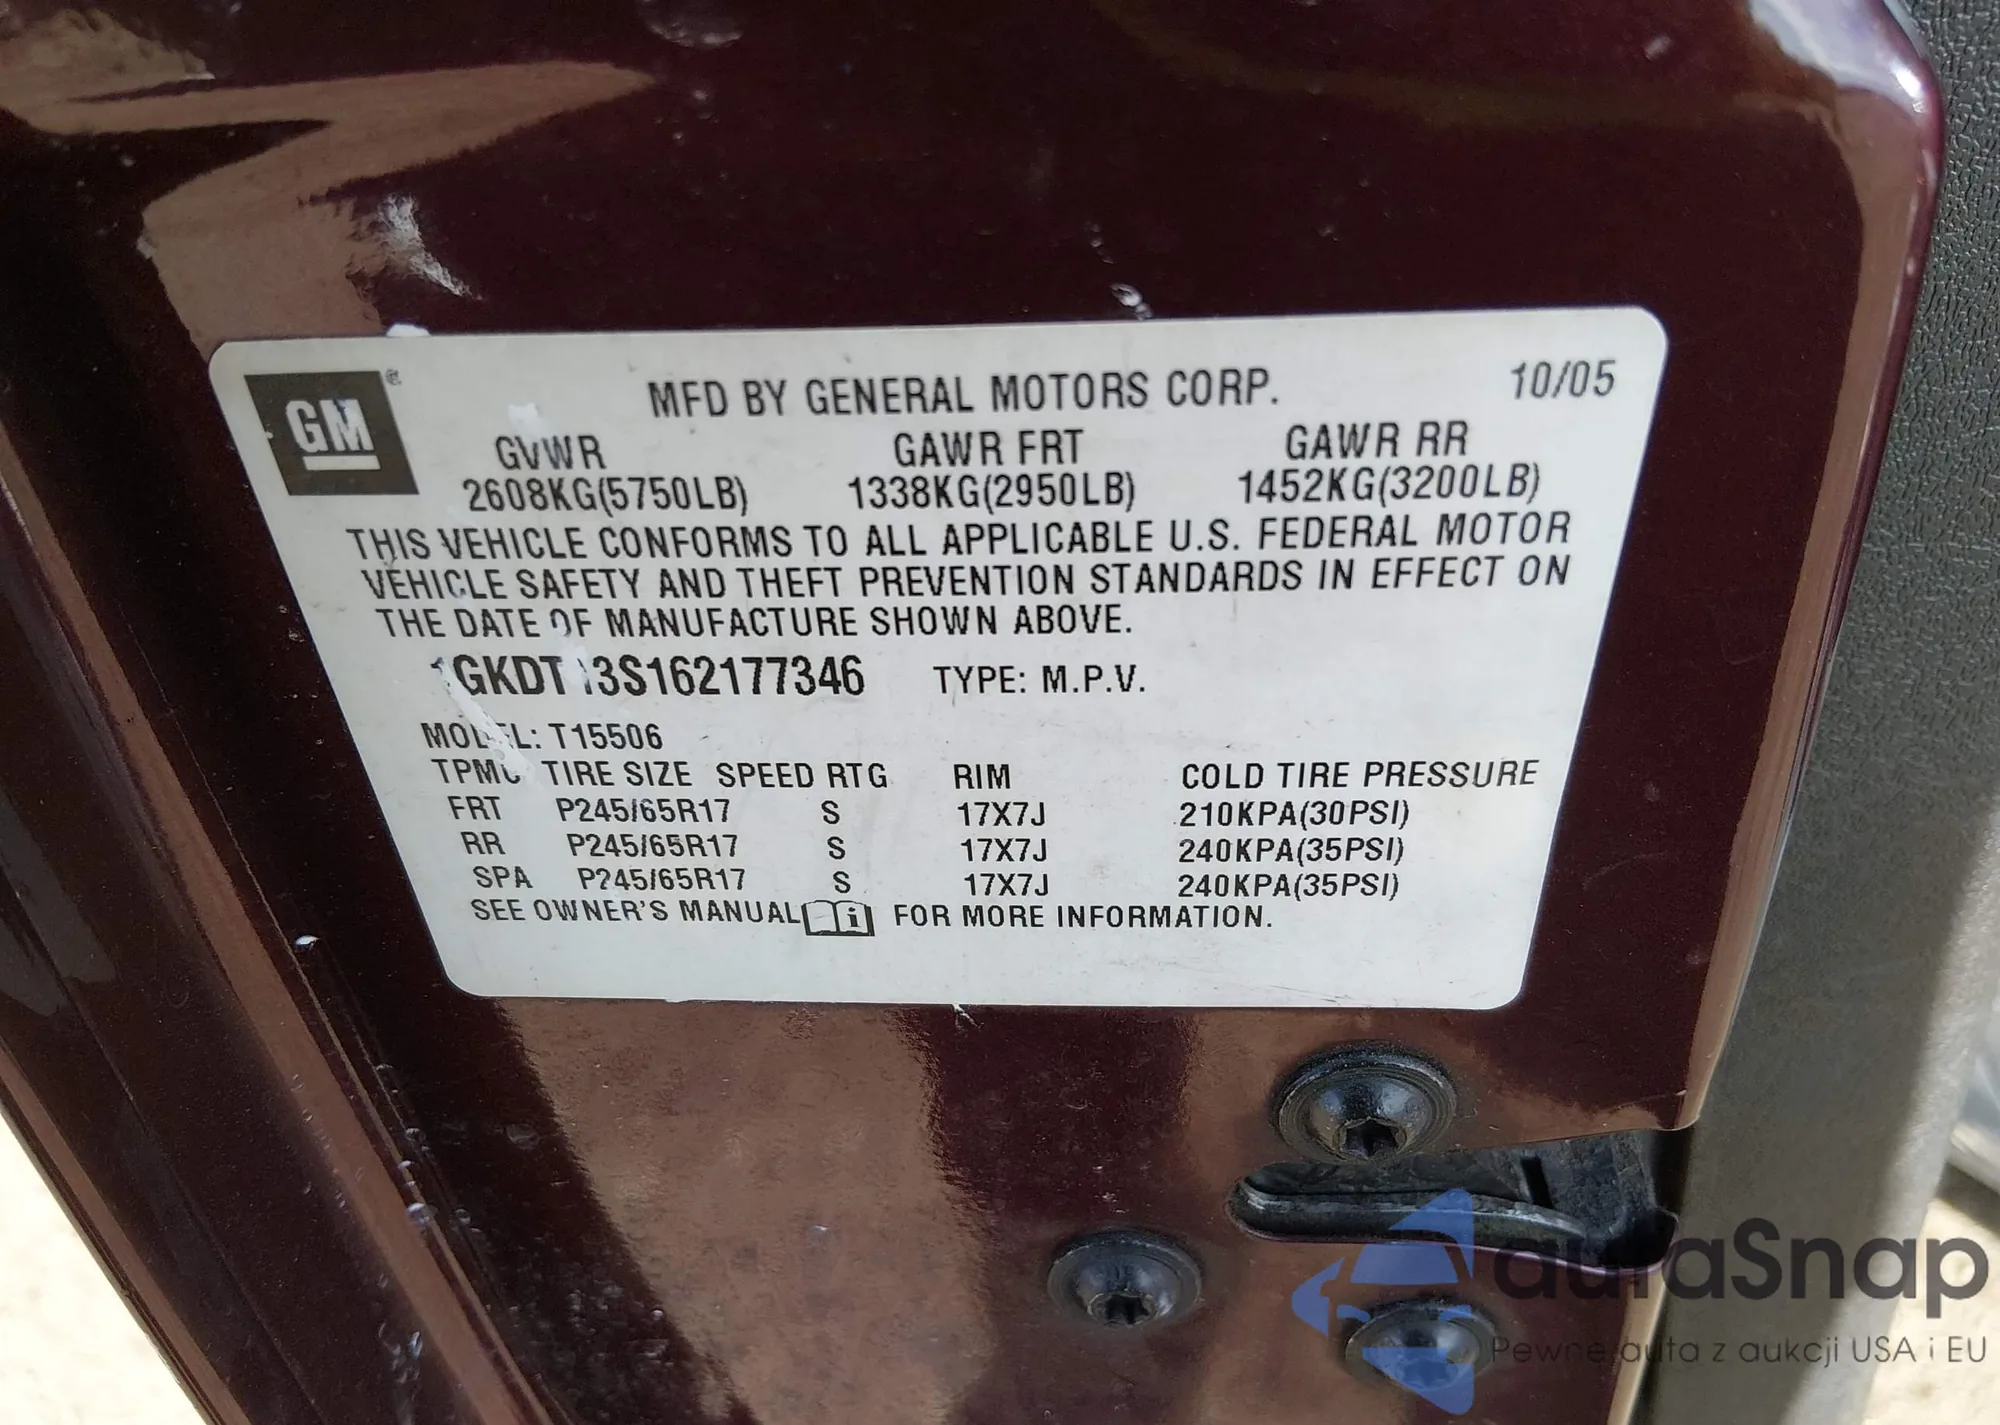 GM
MFD BY GENERAL MOTORS CORP. 10/05
GVWR GAWR FRT GAWR RR
2608KG(5750LB) 1338KG(2950LB) 1452KG(3200LB)
THIS VEHICLE CONFORMS TO ALL APPLICABLE U.S. FEDERAL MOTOR
VEHICLE SAFETY AND THEFT PREVENTION STANDARDS IN EFFECT ON
THE DATE OF MANUFACTURE SHOWN ABOVE.
1GKDT13S162177346 TYPE: M.P.V.
MODEL: T15506
TPMC TIRE SIZE SPEED RTG RIM COLD TIRE PRESSURE
FRT P245/65R17 S 17X7J 210KPA(30PSI)
RR P245/65R17 S 17X7J 240KPA(35PSI)
SPA P245/65R17 S 17X7J 240KPA(35PSI)
SEE OWNER'S MANUAL i FOR MORE INFORMATION.
auraSnap
Pewne auta z aukcji USA i EU